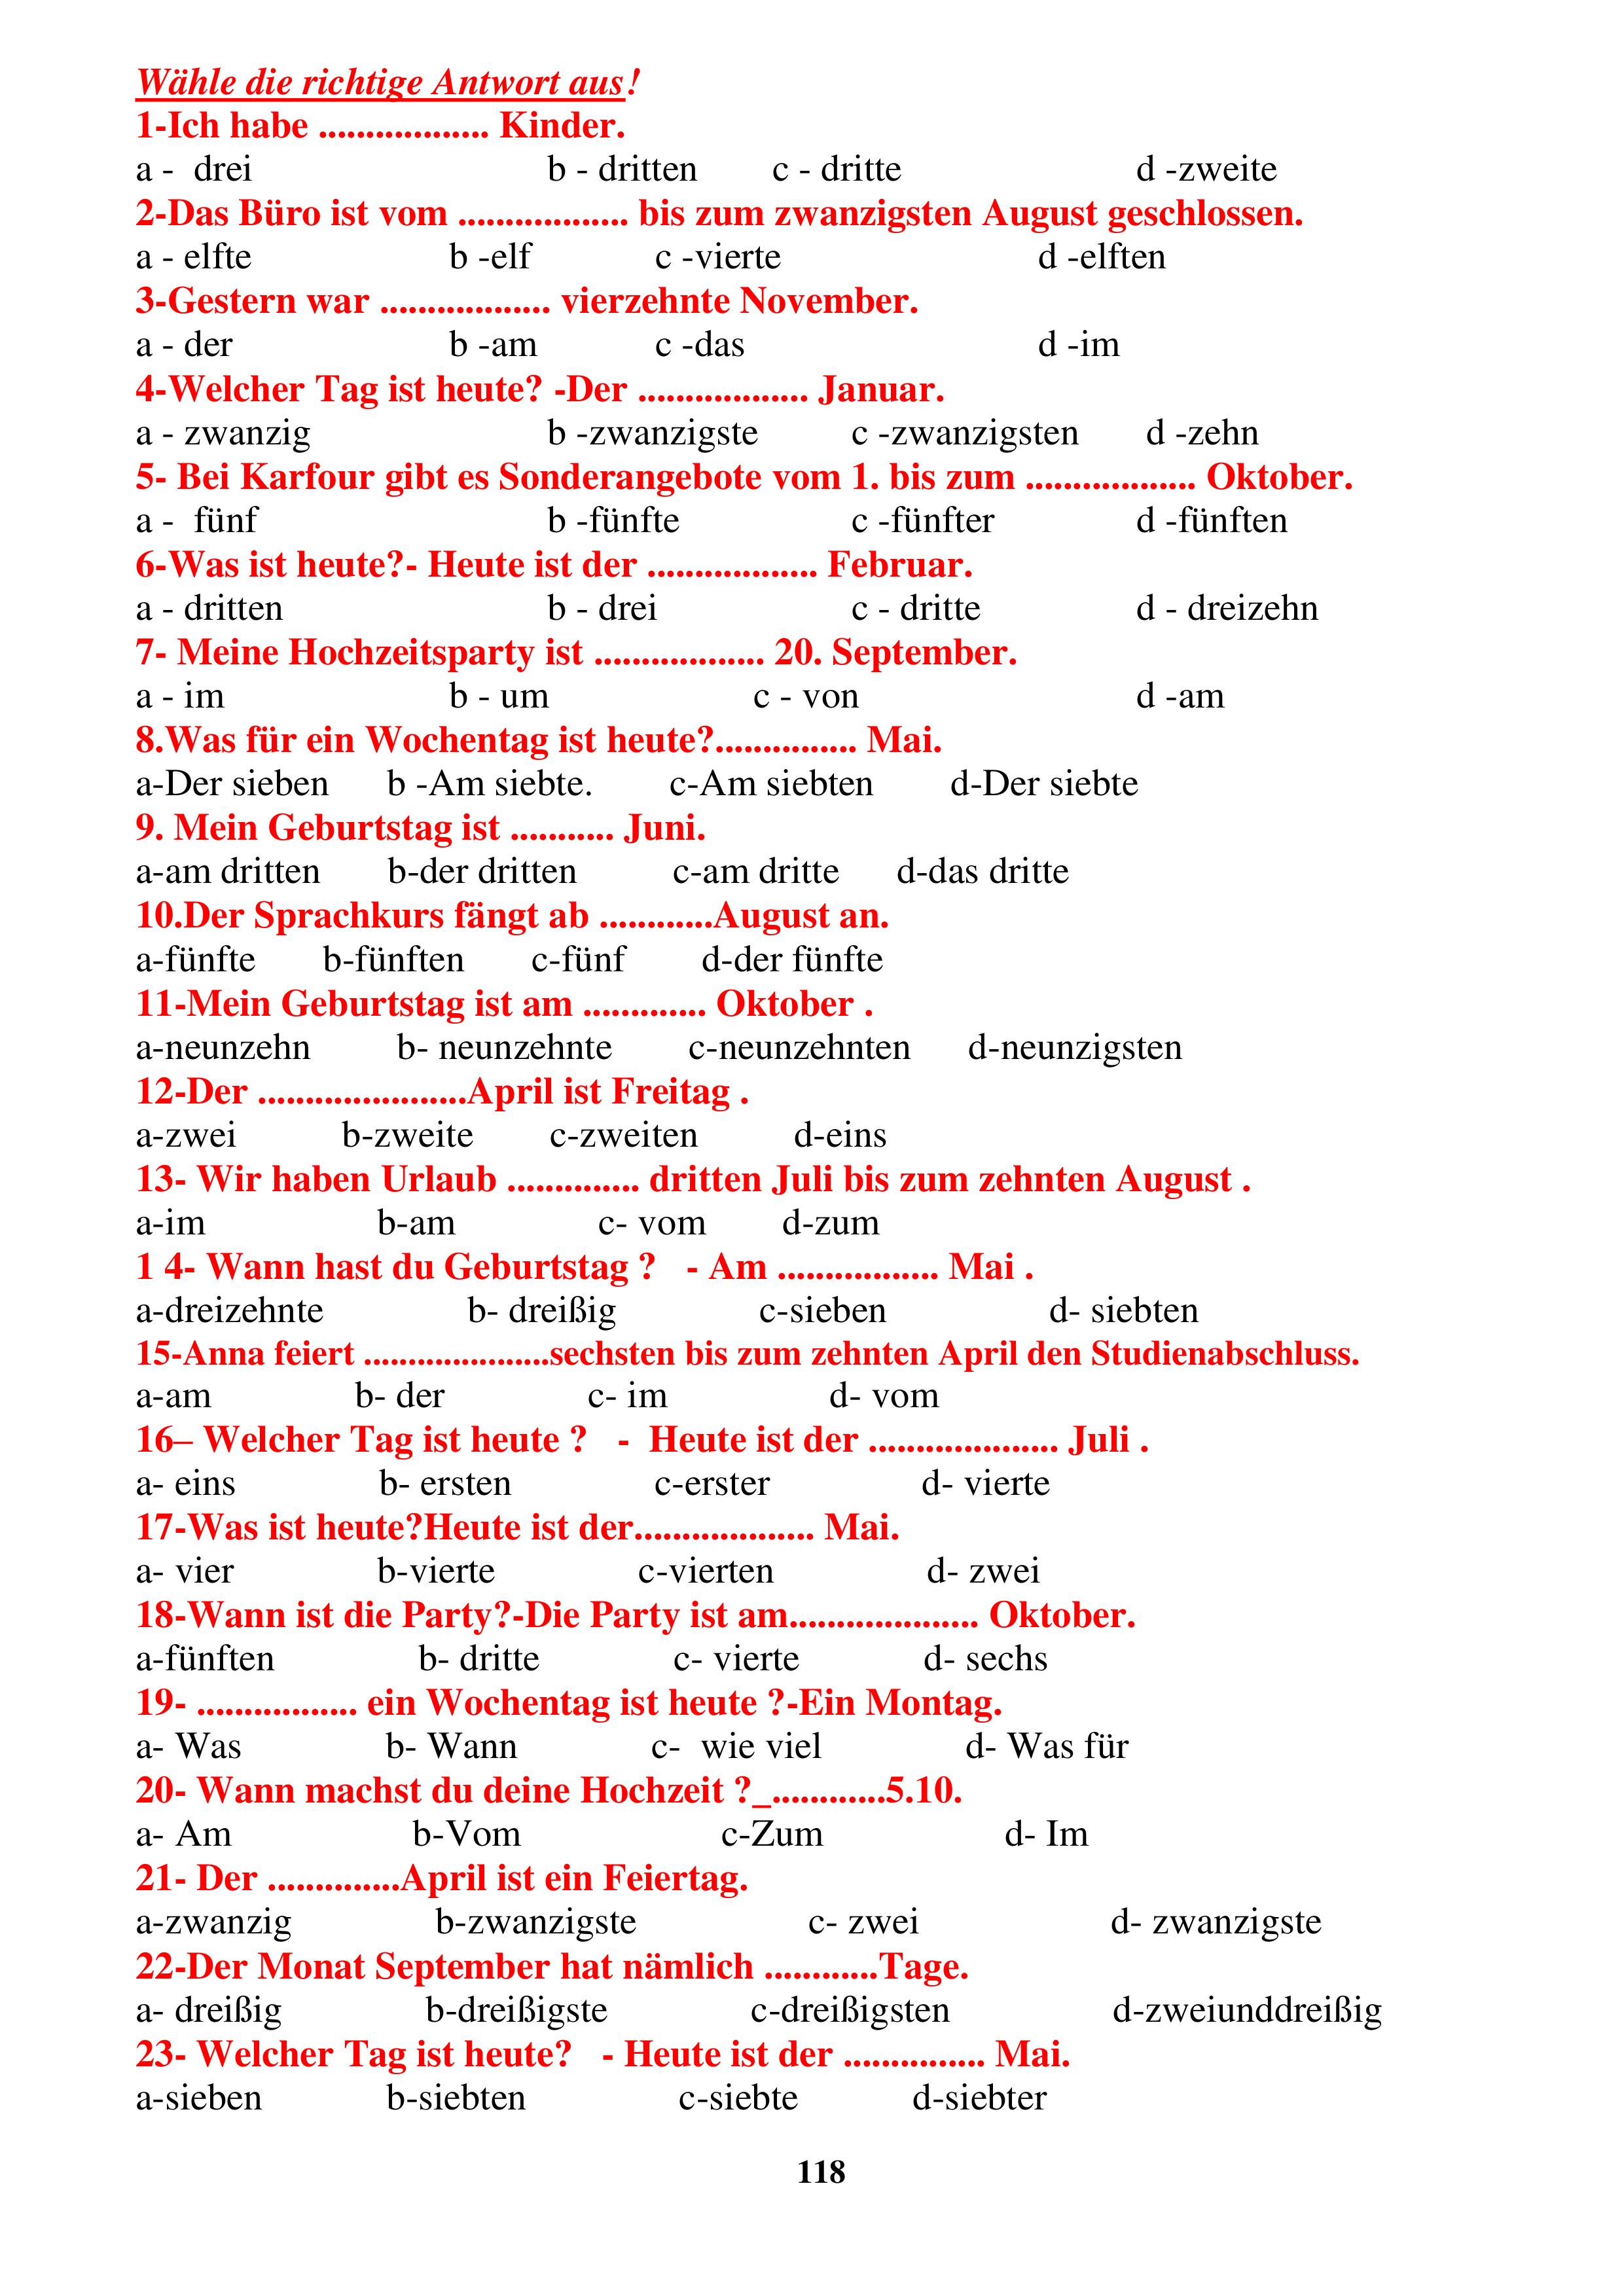 Wähle die richtige Antwort aus!
1-Ich habe .................. Kinder.
a - drei b - dritten c - dritte d -zweite
2-Das Büro ist vom .................. bis zum zwanzigsten August geschlossen.
a - elfte b -elf c -vierte d -elften
3-Gestern war .................. vierzehnte November.
a - der b -am c -das d -im
4-Welcher Tag ist heute? -Der .................. Januar.
a - zwanzig b -zwanzigste c -zwanzigsten d -zehn
5- Bei Karfour gibt es Sonderangebote vom 1. bis zum .................. Oktober.
a - fünf b -fünfte c -fünfter d -fünften
6-Was ist heute?- Heute ist der .................. Februar.
a - dritten b - drei c - dritte d - dreizehn
7- Meine Hochzeitsparty ist .................. 20. September.
a - im b - um c - von d -am
8.Was für ein Wochentag ist heute?............... Mai.
a-Der sieben b -Am siebte. c-Am siebten d-Der siebte
9. Mein Geburtstag ist ........... Juni.
a-am dritten b-der dritten c-am dritte d-das dritte
10.Der Sprachkurs fängt ab ............August an.
a-fünfte b-fünften c-fünf d-der fünfte
11-Mein Geburtstag ist am ............. Oktober .
a-neunzehn b- neunzehnte c-neunzehnten d-neunzigsten
12-Der ......................April ist Freitag .
a-zwei b-zweite c-zweiten d-eins
13- Wir haben Urlaub .............. dritten Juli bis zum zehnten August .
a-im b-am c- vom d-zum
1 4- Wann hast du Geburtstag ? - Am ................. Mai .
a-dreizehnte b- dreißig c-sieben d- siebten
15-Anna feiert .....................sechsten bis zum zehnten April den Studienabschluss.
a-am b- der c- im d- vom
16– Welcher Tag ist heute ? - Heute ist der .................... Juli .
a- eins b- ersten c-erster d- vierte
17-Was ist heute?Heute ist der................... Mai.
a- vier b-vierte c-vierten d- zwei
18-Wann ist die Party?-Die Party ist am.................... Oktober.
a-fünften b- dritte c- vierte d- sechs
19- ................. ein Wochentag ist heute ?-Ein Montag.
a- Was b- Wann c- wie viel d- Was für
20- Wann machst du deine Hochzeit ?_............5.10.
a- Am b-Vom c-Zum d- Im
21- Der ..............April ist ein Feiertag.
a-zwanzig b-zwanzigste c- zwei d- zwanzigste
22-Der Monat September hat nämlich ............Tage.
a- dreißig b-dreißigste c-dreißigsten d-zweiunddreißig
23- Welcher Tag ist heute? - Heute ist der ............... Mai.
a-sieben b-siebten c-siebte d-siebter
118